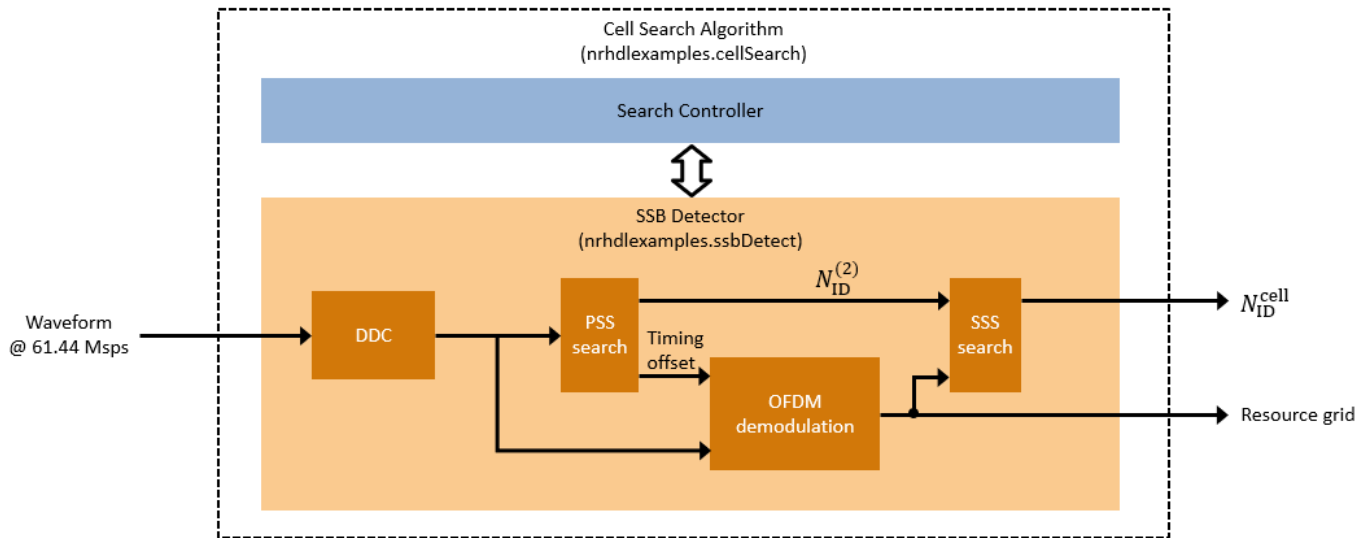 Cell Search Algorithm
(nrhdlexamples.cellSearch)
Search Controller
SSB Detector
(nrhdlexamples.ssbDetect)
Waveform
@ 61.44 Msps
DDC
PSS
search
N_ID^(2)
Timing
offset
OFDM
demodulation
SSS
search
N_ID^cell
Resource grid